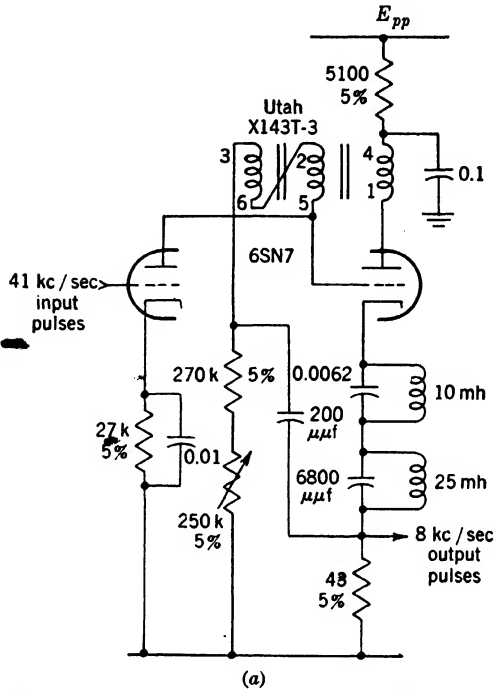 E_pp
5100
5%
Utah
X143T-3
3
2
4
6
5
1
0.1
6SN7
41 kc / sec
input
pulses
270 k
5%
0.0062
10 mh
200
μμf
27 k
5%
0.01
6800
μμf
25 mh
250 k
5%
8 kc / sec
output
pulses
43
5%
(a)